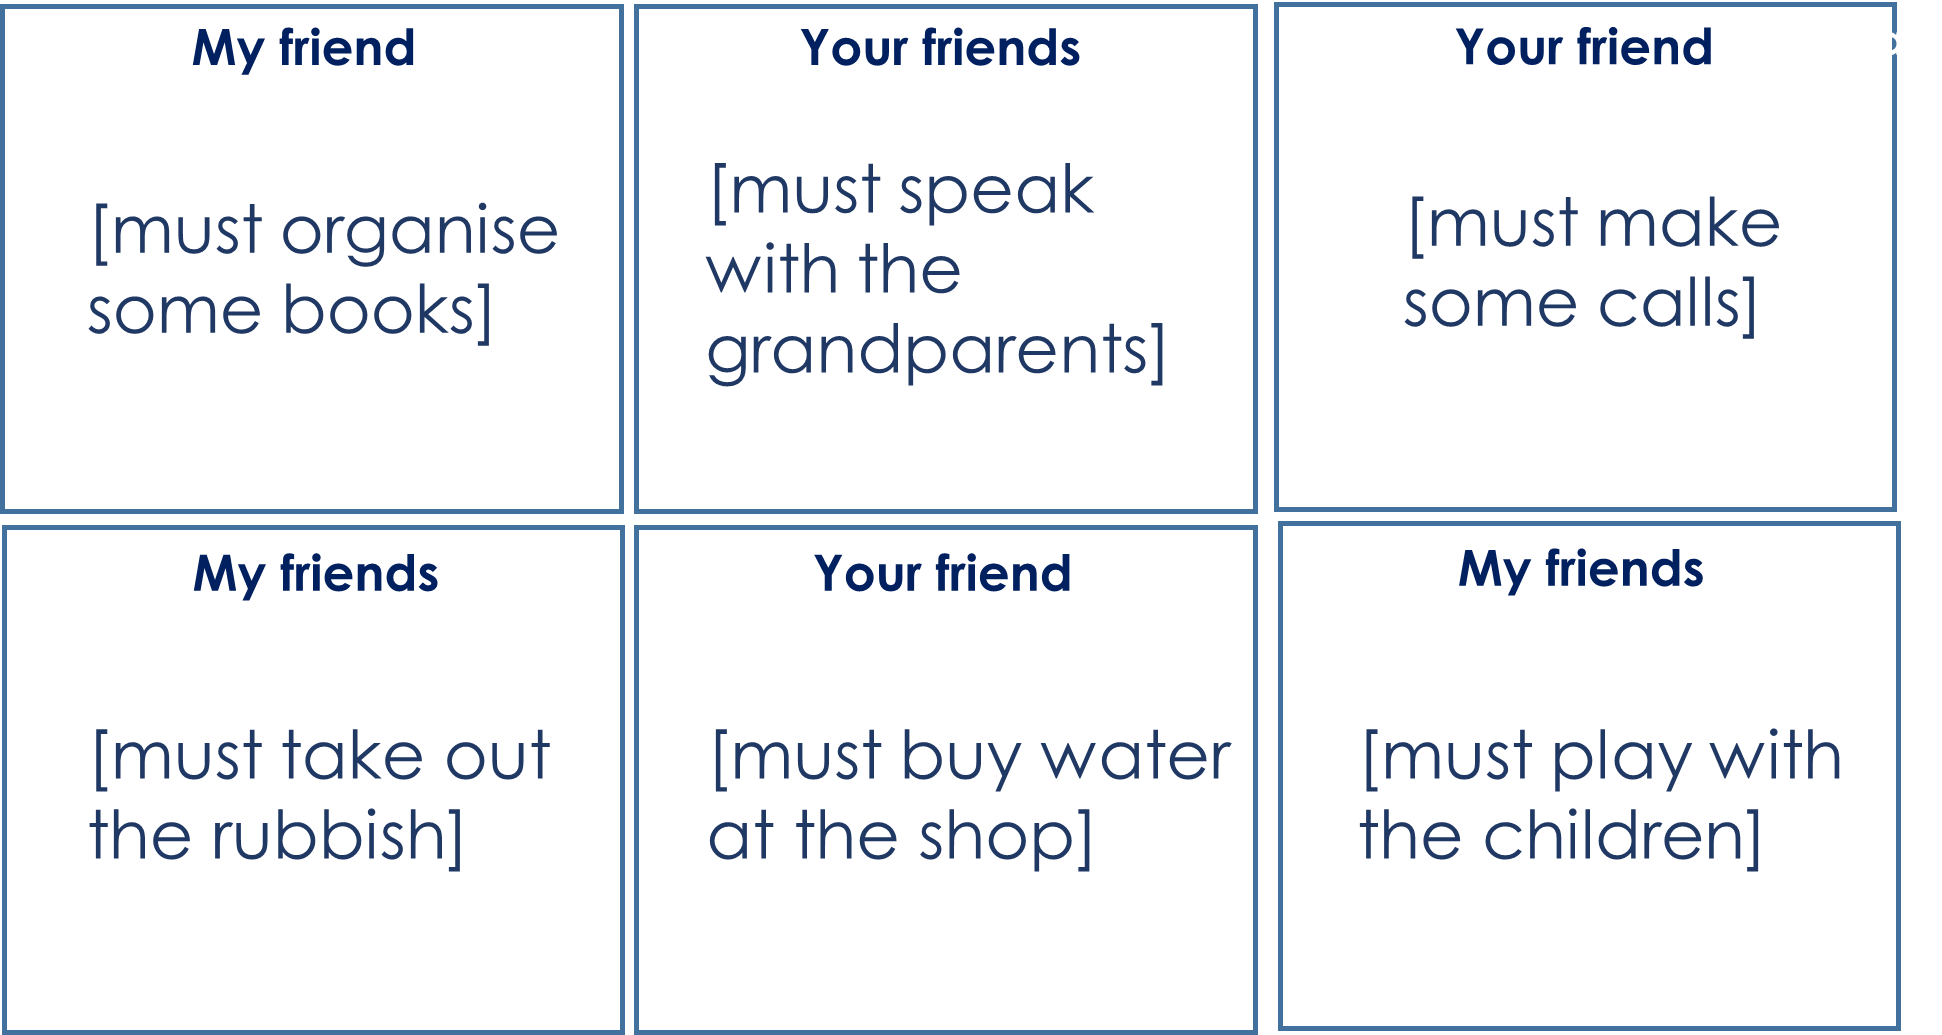 My friend
[must organise
some books]
Your friends
[must speak
with the
grandparents]
Your friend
[must make
some calls]
My friends
[must take out
the rubbish]
Your friend
[must buy water
at the shop]
My friends
[must play with
the children]